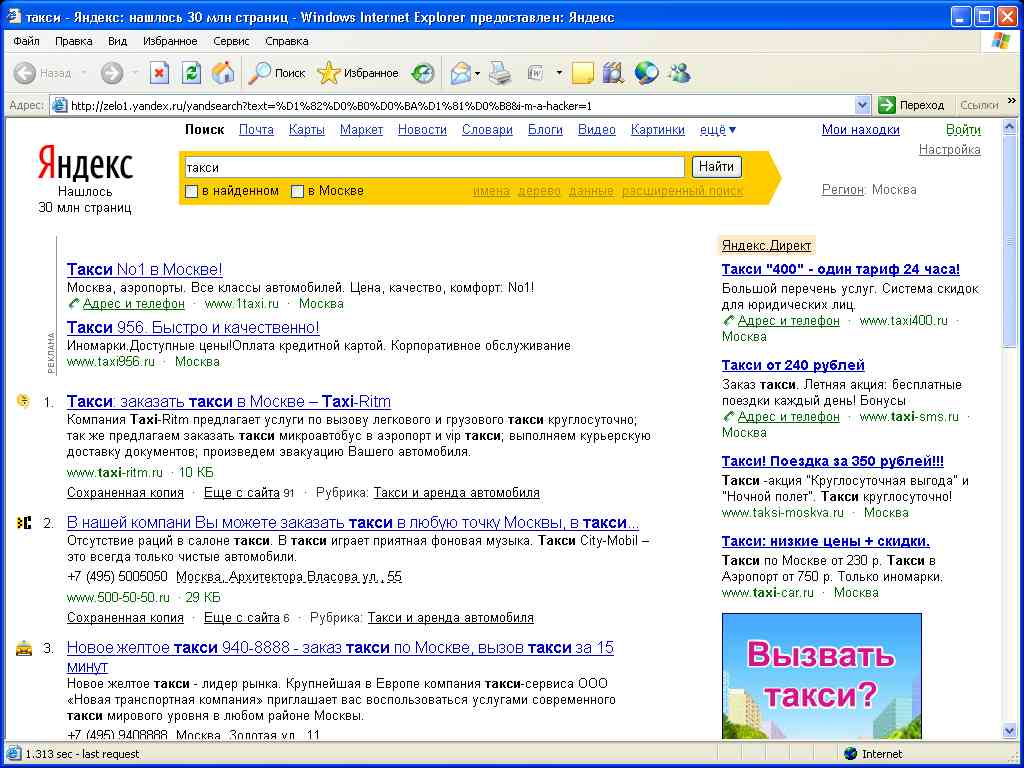 такси - Яндекс: нашлось 30 млн страниц - Windows Internet Explorer предоставлен: Яндекс
Файл Правка Вид Избранное Сервис Справка
Назад Поиск Избранное
Адрес: http://zelo1.yandex.ru/yandsearch?text=%D1%82%D0%B0%D0%BA%D1%81%D0%B8&i-m-a-hacker=1 Переход Ссылки »
Поиск Почта Карты Маркет Новости Словари Блоги Видео Картинки ещё ▼ Мои находки Войти
Настройка
Яндекс
такси Найти
Нашлось
30 млн страниц
в найденном в Москве имена дерево данные расширенный поиск Регион: Москва
РЕКЛАМА
Такси No1 в Москве!
Москва, аэропорты. Все классы автомобилей. Цена, качество, комфорт: No1!
Адрес и телефон · www.1taxi.ru · Москва
Такси 956. Быстро и качественно!
Иномарки.Доступные цены!Оплата кредитной картой. Корпоративное обслуживание
www.taxi956.ru · Москва
1. Такси: заказать такси в Москве – Taxi-Ritm
Компания Taxi-Ritm предлагает услуги по вызову легкового и грузового такси круглосуточно;
так же предлагаем заказать такси микроавтобус в аэропорт и vip такси; выполняем курьерскую
доставку документов; произведем эвакуацию Вашего автомобиля.
www.taxi-ritm.ru · 10 КБ
Сохраненная копия · Еще с сайта 91 · Рубрика: Такси и аренда автомобиля
2. В нашей компани Вы можете заказать такси в любую точку Москвы, в такси...
Отсутствие раций в салоне такси. В такси играет приятная фоновая музыка. Такси City-Mobil –
это всегда только чистые автомобили.
+7 (495) 5005050 Москва, Архитектора Власова ул., 55
www.500-50-50.ru · 29 КБ
Сохраненная копия · Еще с сайта 6 · Рубрика: Такси и аренда автомобиля
3. Новое желтое такси 940-8888 - заказ такси по Москве, вызов такси за 15
минут
Новое желтое такси - лидер рынка. Крупнейшая в Европе компания такси-сервиса ООО
«Новая транспортная компания» приглашает вас воспользоваться услугами современного
такси мирового уровня в любом районе Москвы.
+7 (495) 9408888 Москва, Золотая ул., 11
Яндекс.Директ
Такси "400" - один тариф 24 часа!
Большой перечень услуг. Система скидок
для юридических лиц.
Адрес и телефон · www.taxi400.ru ·
Москва
Такси от 240 рублей
Заказ такси. Летняя акция: бесплатные
поездки каждый день! Бонусы
Адрес и телефон · www.taxi-sms.ru ·
Москва
Такси! Поездка за 350 рублей!!!
Такси -акция "Круглосуточная выгода" и
"Ночной полет". Такси круглосуточно!
www.taksi-moskva.ru · Москва
Такси: низкие цены + скидки.
Такси по Москве от 230 р. Такси в
Аэропорт от 750 р. Только иномарки.
www.taxi-car.ru · Москва
Вызвать
такси?
1.313 sec - last request Internet